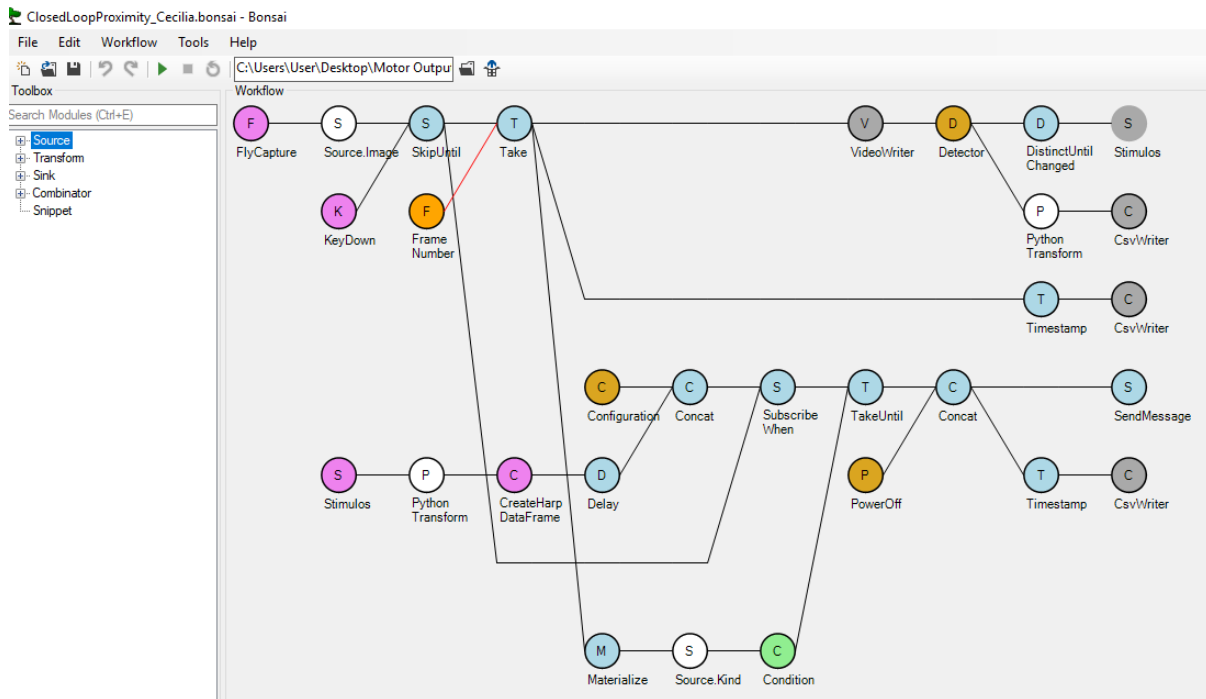 ClosedLoopProximity_Cecilia.bonsai - Bonsai
File Edit Workflow Tools Help
C:\Users\User\Desktop\Motor Outpu
Toolbox
Workflow
Search Modules (Ctrl+E)
Source
Transform
Sink
Combinator
Snippet
F S S T V D D S
FlyCapture Source.Image SkipUntil Take VideoWriter Detector DistinctUntil Stimulos
Changed
K F P C
KeyDown Frame Python CsvWriter
Number Transform
T C
Timestamp CsvWriter
C C S T C S
Configuration Concat Subscribe TakeUntil Concat SendMessage
When
S P C D P T C
Stimulos Python CreateHarp Delay PowerOff Timestamp CsvWriter
Transform DataFrame
M S C
Materialize Source.Kind Condition